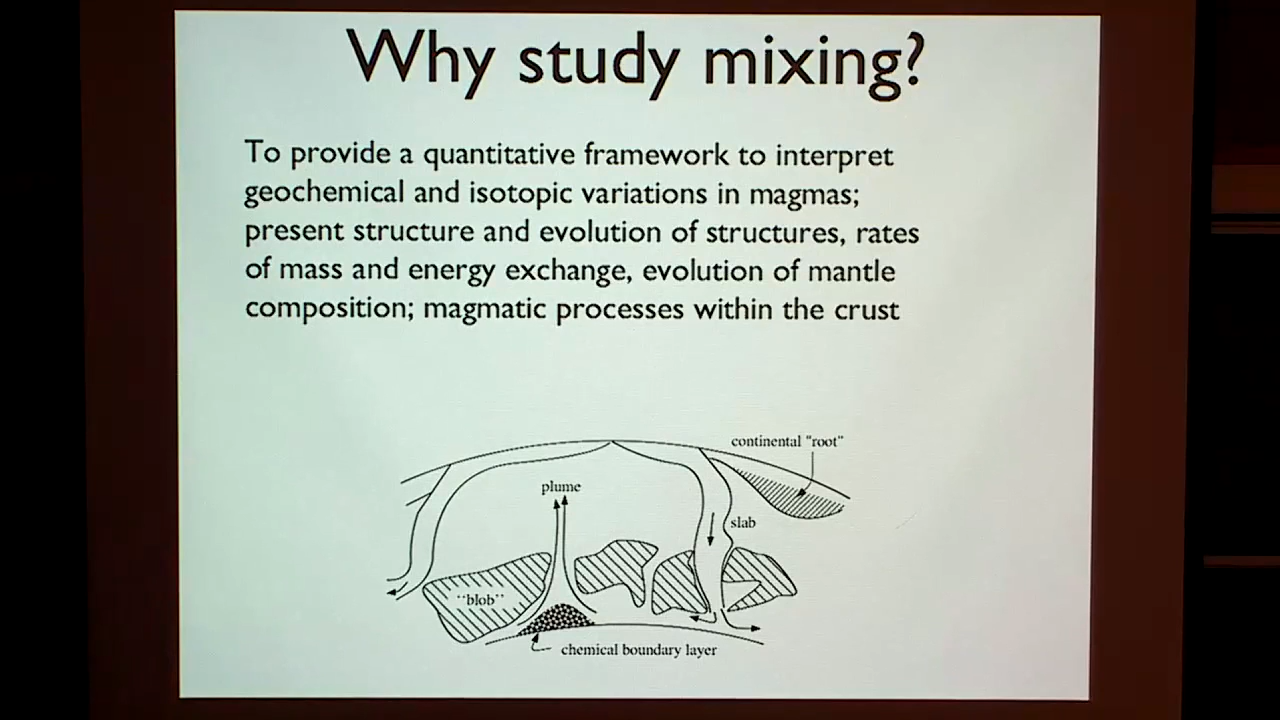 Why study mixing?
To provide a quantitative framework to interpret
geochemical and isotopic variations in magmas;
present structure and evolution of structures, rates
of mass and energy exchange, evolution of mantle
composition; magmatic processes within the crust
continental "root"
plume
slab
"blob"
chemical boundary layer